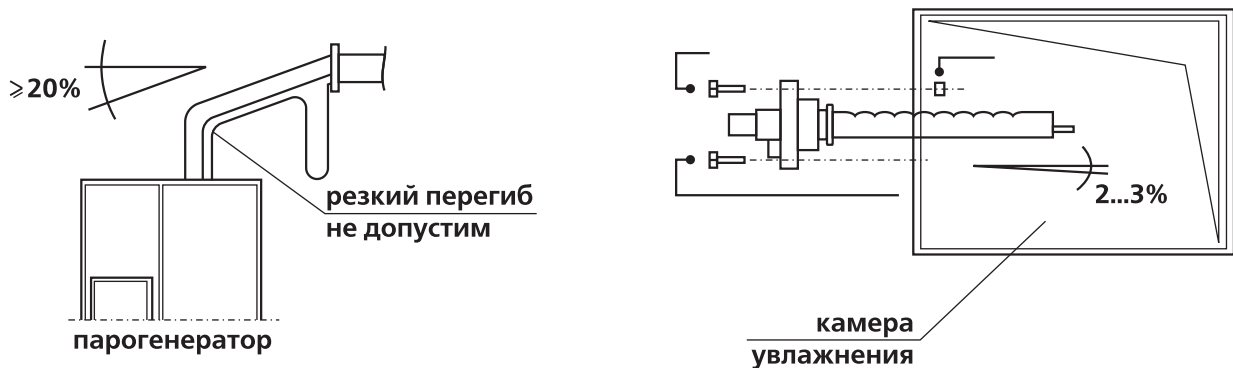 ⩾20%
резкий перегиб
не допустим
парогенератор
2...3%
камера
увлажнения